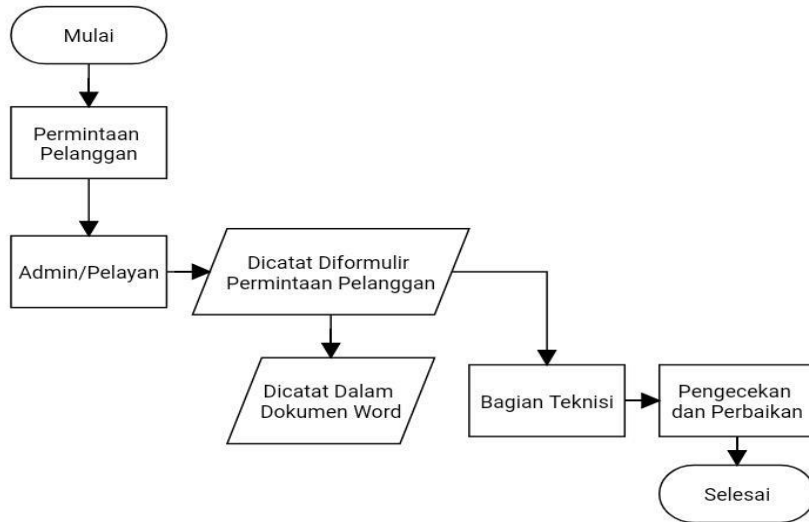 Mulai
Permintaan
Pelanggan
Admin/Pelayan
Dicatat Diformulir
Permintaan Pelanggan
Dicatat Dalam
Dokumen Word
Bagian Teknisi
Pengecekan
dan Perbaikan
Selesai